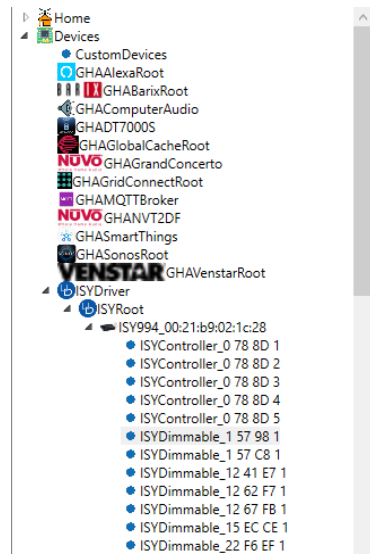 Home
Devices
CustomDevices
GHAAlexaRoot
BARIX GHABarixRoot
GHAComputerAudio
GHADT7000S
GHAGlobalCacheRoot
NUVO GHAGrandConcerto
GHAGridConnectRoot
GHAMQTTBroker
NUVO GHANVT2DF
GHASmartThings
GHASonosRoot
VENSTAR GHAVenstarRoot
ISYDriver
ISYRoot
ISY994_00:21:b9:02:1c:28
ISYController_0 78 8D 1
ISYController_0 78 8D 2
ISYController_0 78 8D 3
ISYController_0 78 8D 4
ISYController_0 78 8D 5
ISYDimmable_1 57 98 1
ISYDimmable_1 57 C8 1
ISYDimmable_12 41 E7 1
ISYDimmable_12 62 F7 1
ISYDimmable_12 67 FB 1
ISYDimmable_15 EC CE 1
ISYDimmable_22 F6 EF 1